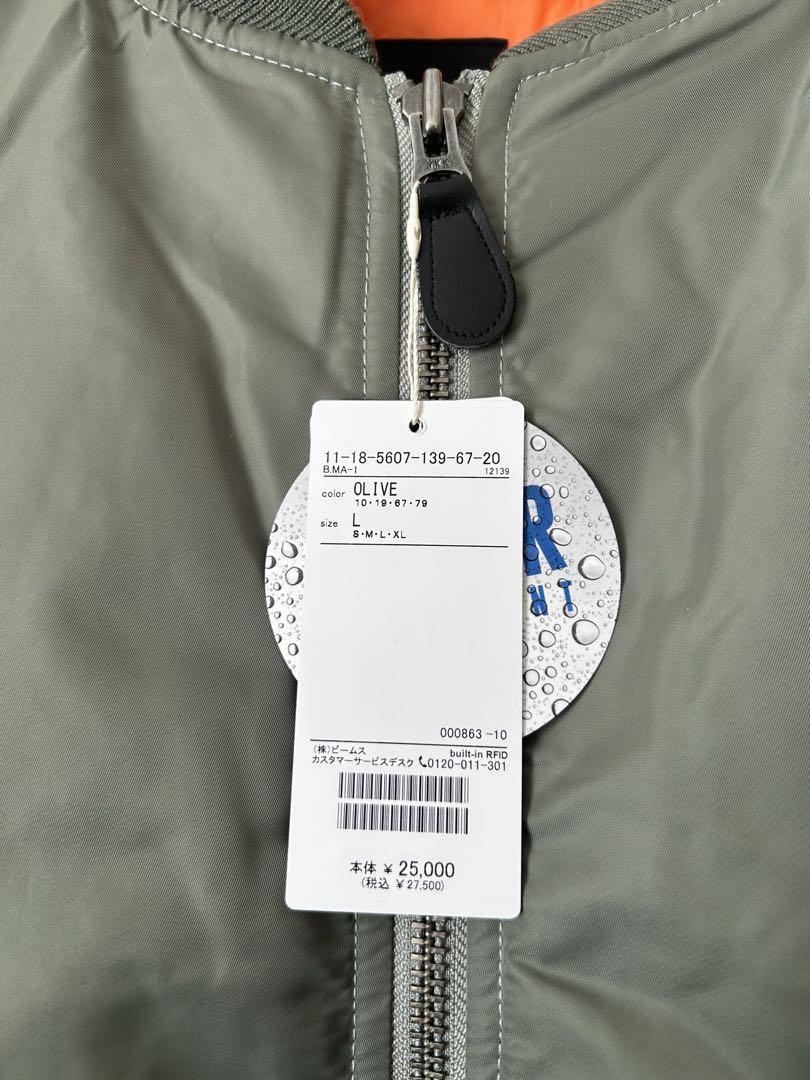 YKK
11-18-5607-139-67-20
B.MA-1 12139
color OLIVE
10・19・67・79
size L
S・M・L・XL
R
NT
000863 -10
(株)ビームス built-in RFID
カスタマーサービスデスク 0120-011-301
本体 ¥ 25,000
(税込 ¥ 27,500)